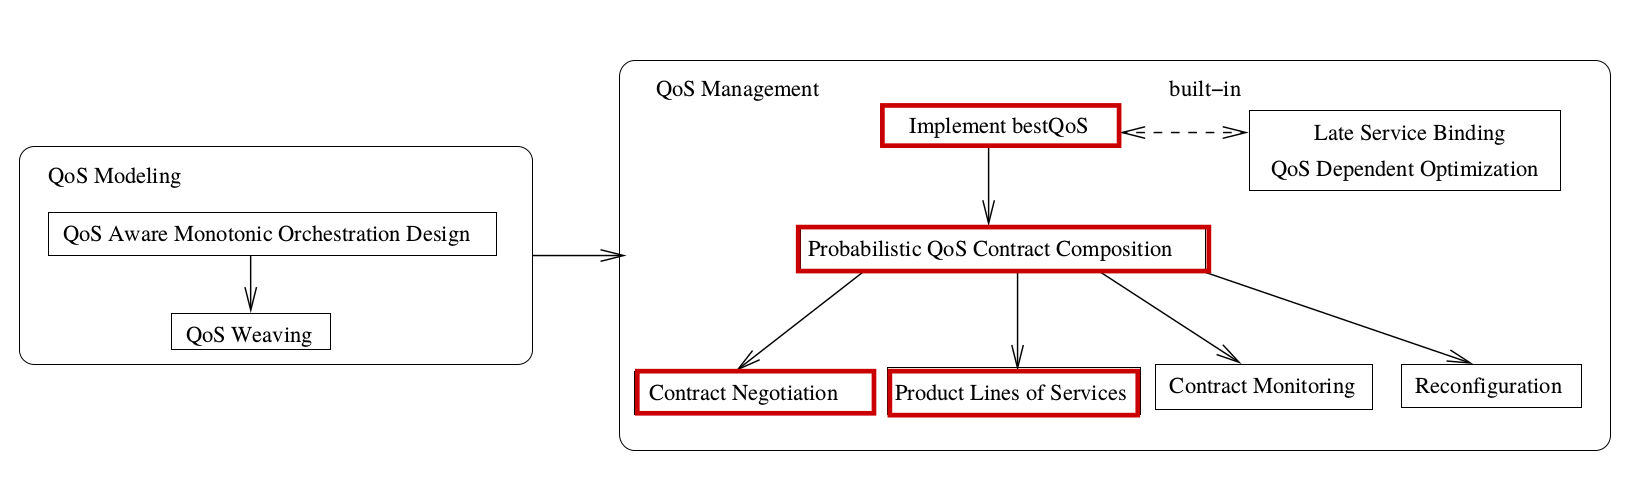 QoS Modeling
QoS Aware Monotonic Orchestration Design
QoS Weaving
QoS Management
built−in
Implement bestQoS
Late Service Binding
QoS Dependent Optimization
Probabilistic QoS Contract Composition
Contract Negotiation
Product Lines of Services
Contract Monitoring
Reconfiguration